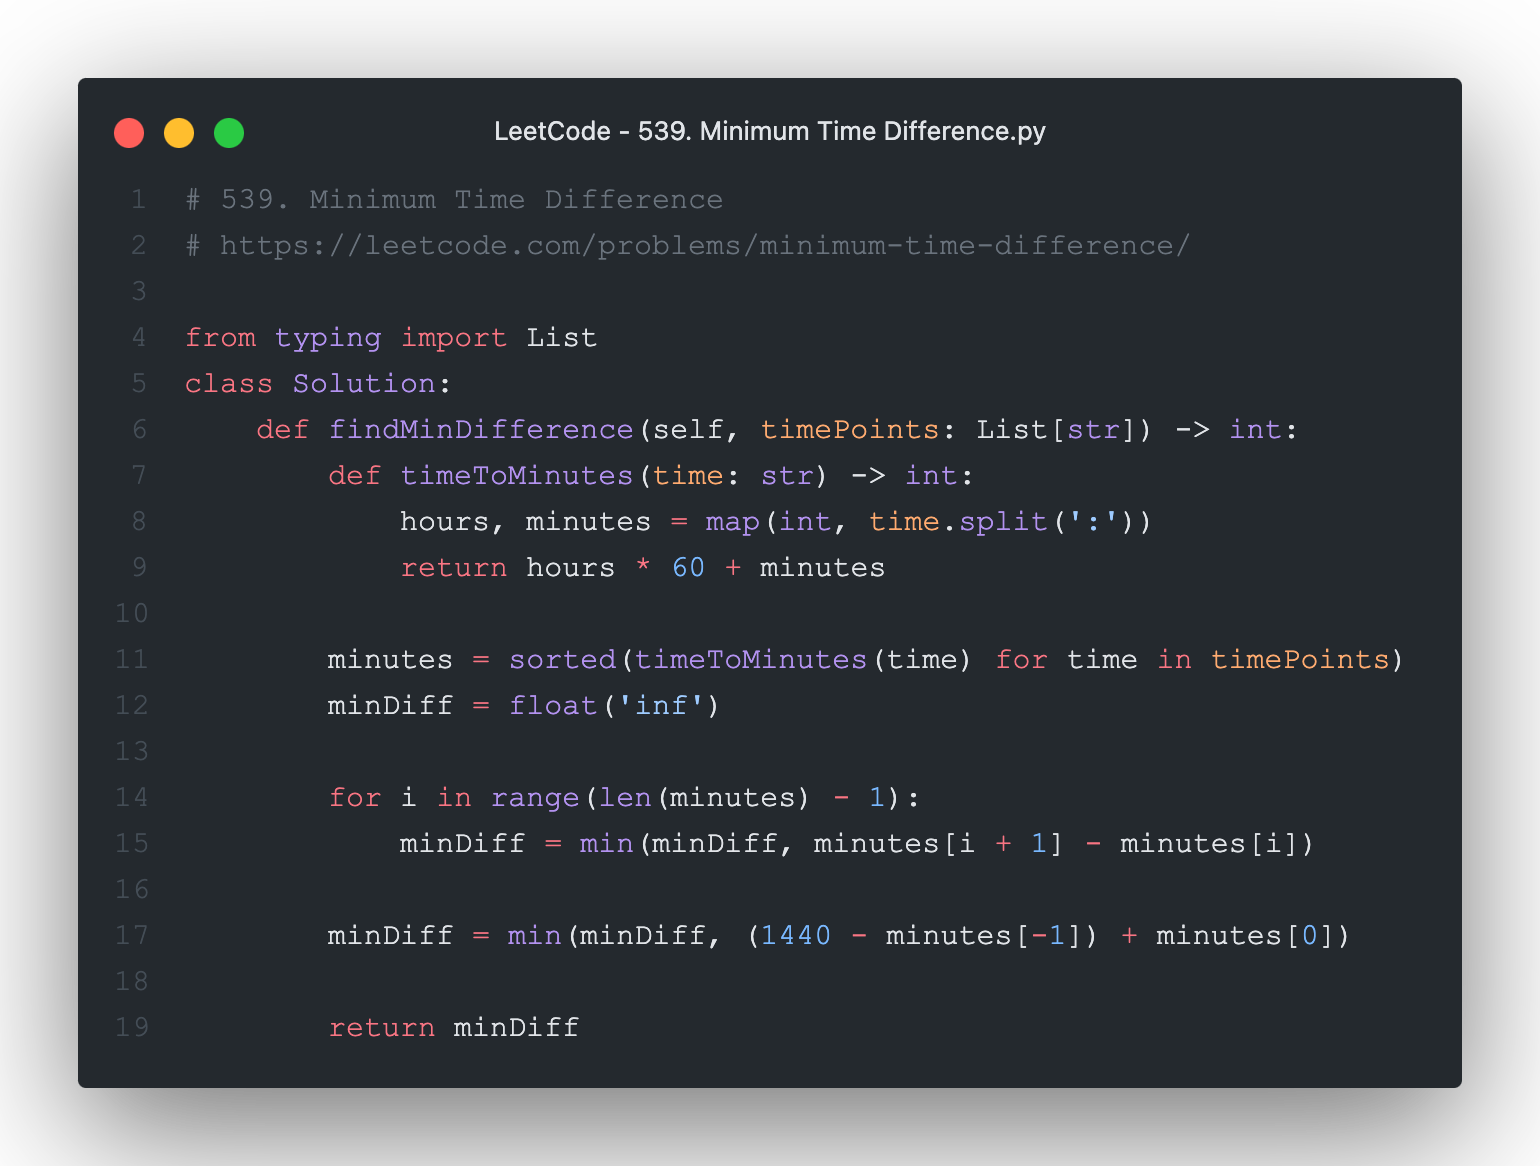 LeetCode - 539. Minimum Time Difference.py
1 # 539. Minimum Time Difference
2 # https://leetcode.com/problems/minimum-time-difference/
3
4 from typing import List
5 class Solution:
6     def findMinDifference(self, timePoints: List[str]) -> int:
7         def timeToMinutes(time: str) -> int:
8             hours, minutes = map(int, time.split(':'))
9             return hours * 60 + minutes
10
11         minutes = sorted(timeToMinutes(time) for time in timePoints)
12         minDiff = float('inf')
13
14         for i in range(len(minutes) - 1):
15             minDiff = min(minDiff, minutes[i + 1] - minutes[i])
16
17         minDiff = min(minDiff, (1440 - minutes[-1]) + minutes[0])
18
19         return minDiff